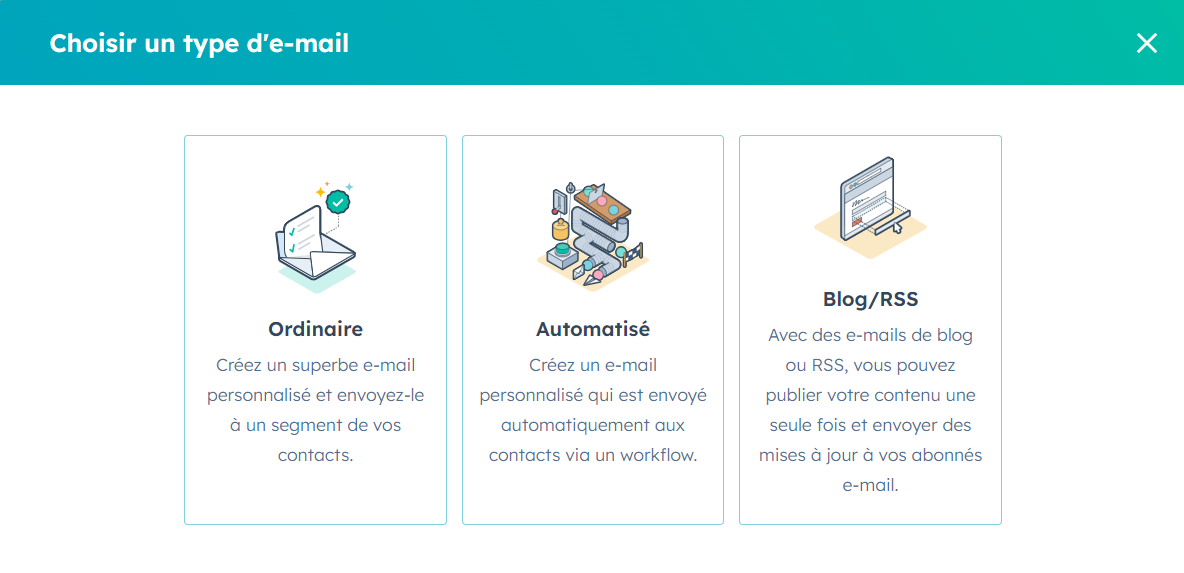 Choisir un type d'e-mail
Ordinaire
Créez un superbe e-mail
personnalisé et envoyez-le
à un segment de vos
contacts.
Automatisé
Créez un e-mail
personnalisé qui est envoyé
automatiquement aux
contacts via un workflow.
Blog/RSS
Avec des e-mails de blog
ou RSS, vous pouvez
publier votre contenu une
seule fois et envoyer des
mises à jour à vos abonnés
e-mail.